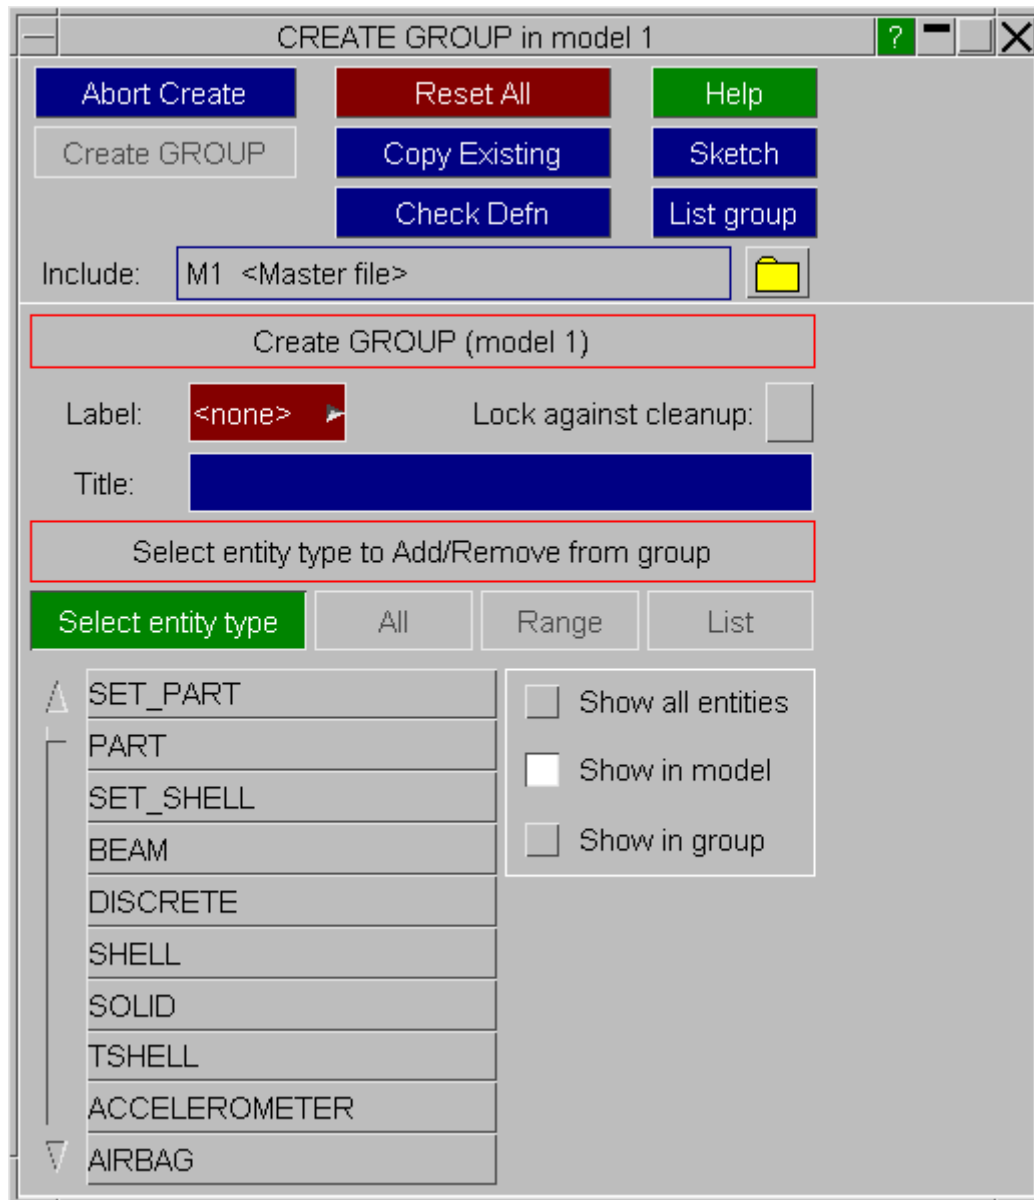 CREATE GROUP in model 1 ?
Abort Create Reset All Help
Create GROUP Copy Existing Sketch
Check Defn List group
Include: M1 <Master file>
Create GROUP (model 1)
Label: <none> Lock against cleanup:
Title:
Select entity type to Add/Remove from group
Select entity type All Range List
SET_PART
PART
SET_SHELL
BEAM
DISCRETE
SHELL
SOLID
TSHELL
ACCELEROMETER
AIRBAG
Show all entities
Show in model
Show in group